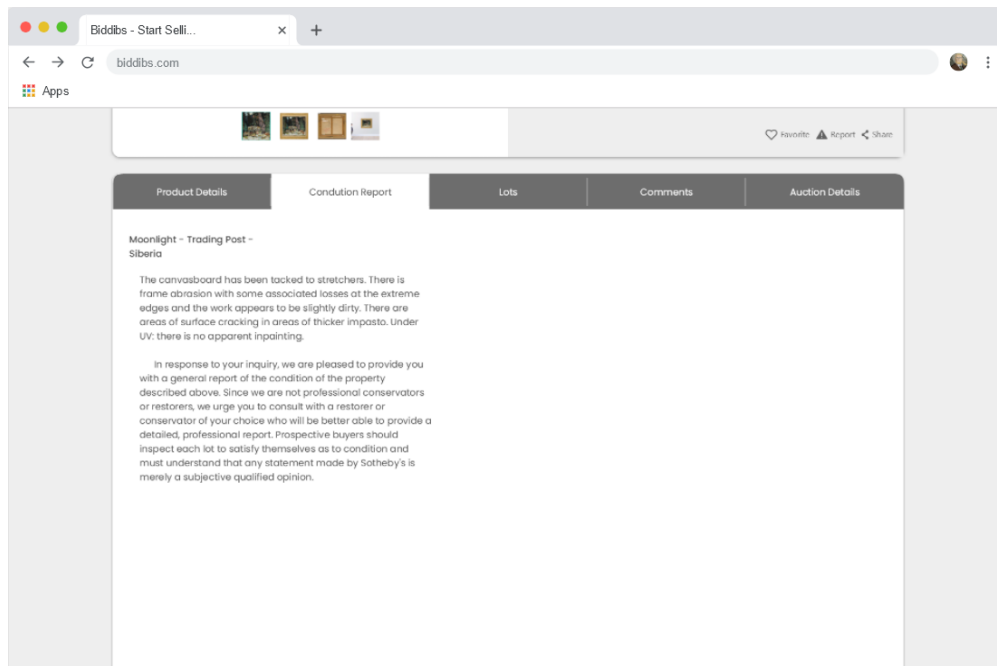 Biddibs - Start Selli...
biddibs.com
Apps
Favorite Report Share
Product Details Condution Report Lots Comments Auction Details
Moonlight - Trading Post -
Siberia
The canvasboard has been tacked to stretchers. There is
frame abrasion with some associated losses at the extreme
edges and the work appears to be slightly dirty. There are
areas of surface cracking in areas of thicker impasto. Under
UV: there is no apparent inpainting.
In response to your inquiry, we are pleased to provide you
with a general report of the condition of the property
described above. Since we are not professional conservators
or restorers, we urge you to consult with a restorer or
conservator of your choice who will be better able to provide a
detailed, professional report. Prospective buyers should
inspect each lot to satisfy themselves as to condition and
must understand that any statement made by Sotheby's is
merely a subjective qualified opinion.